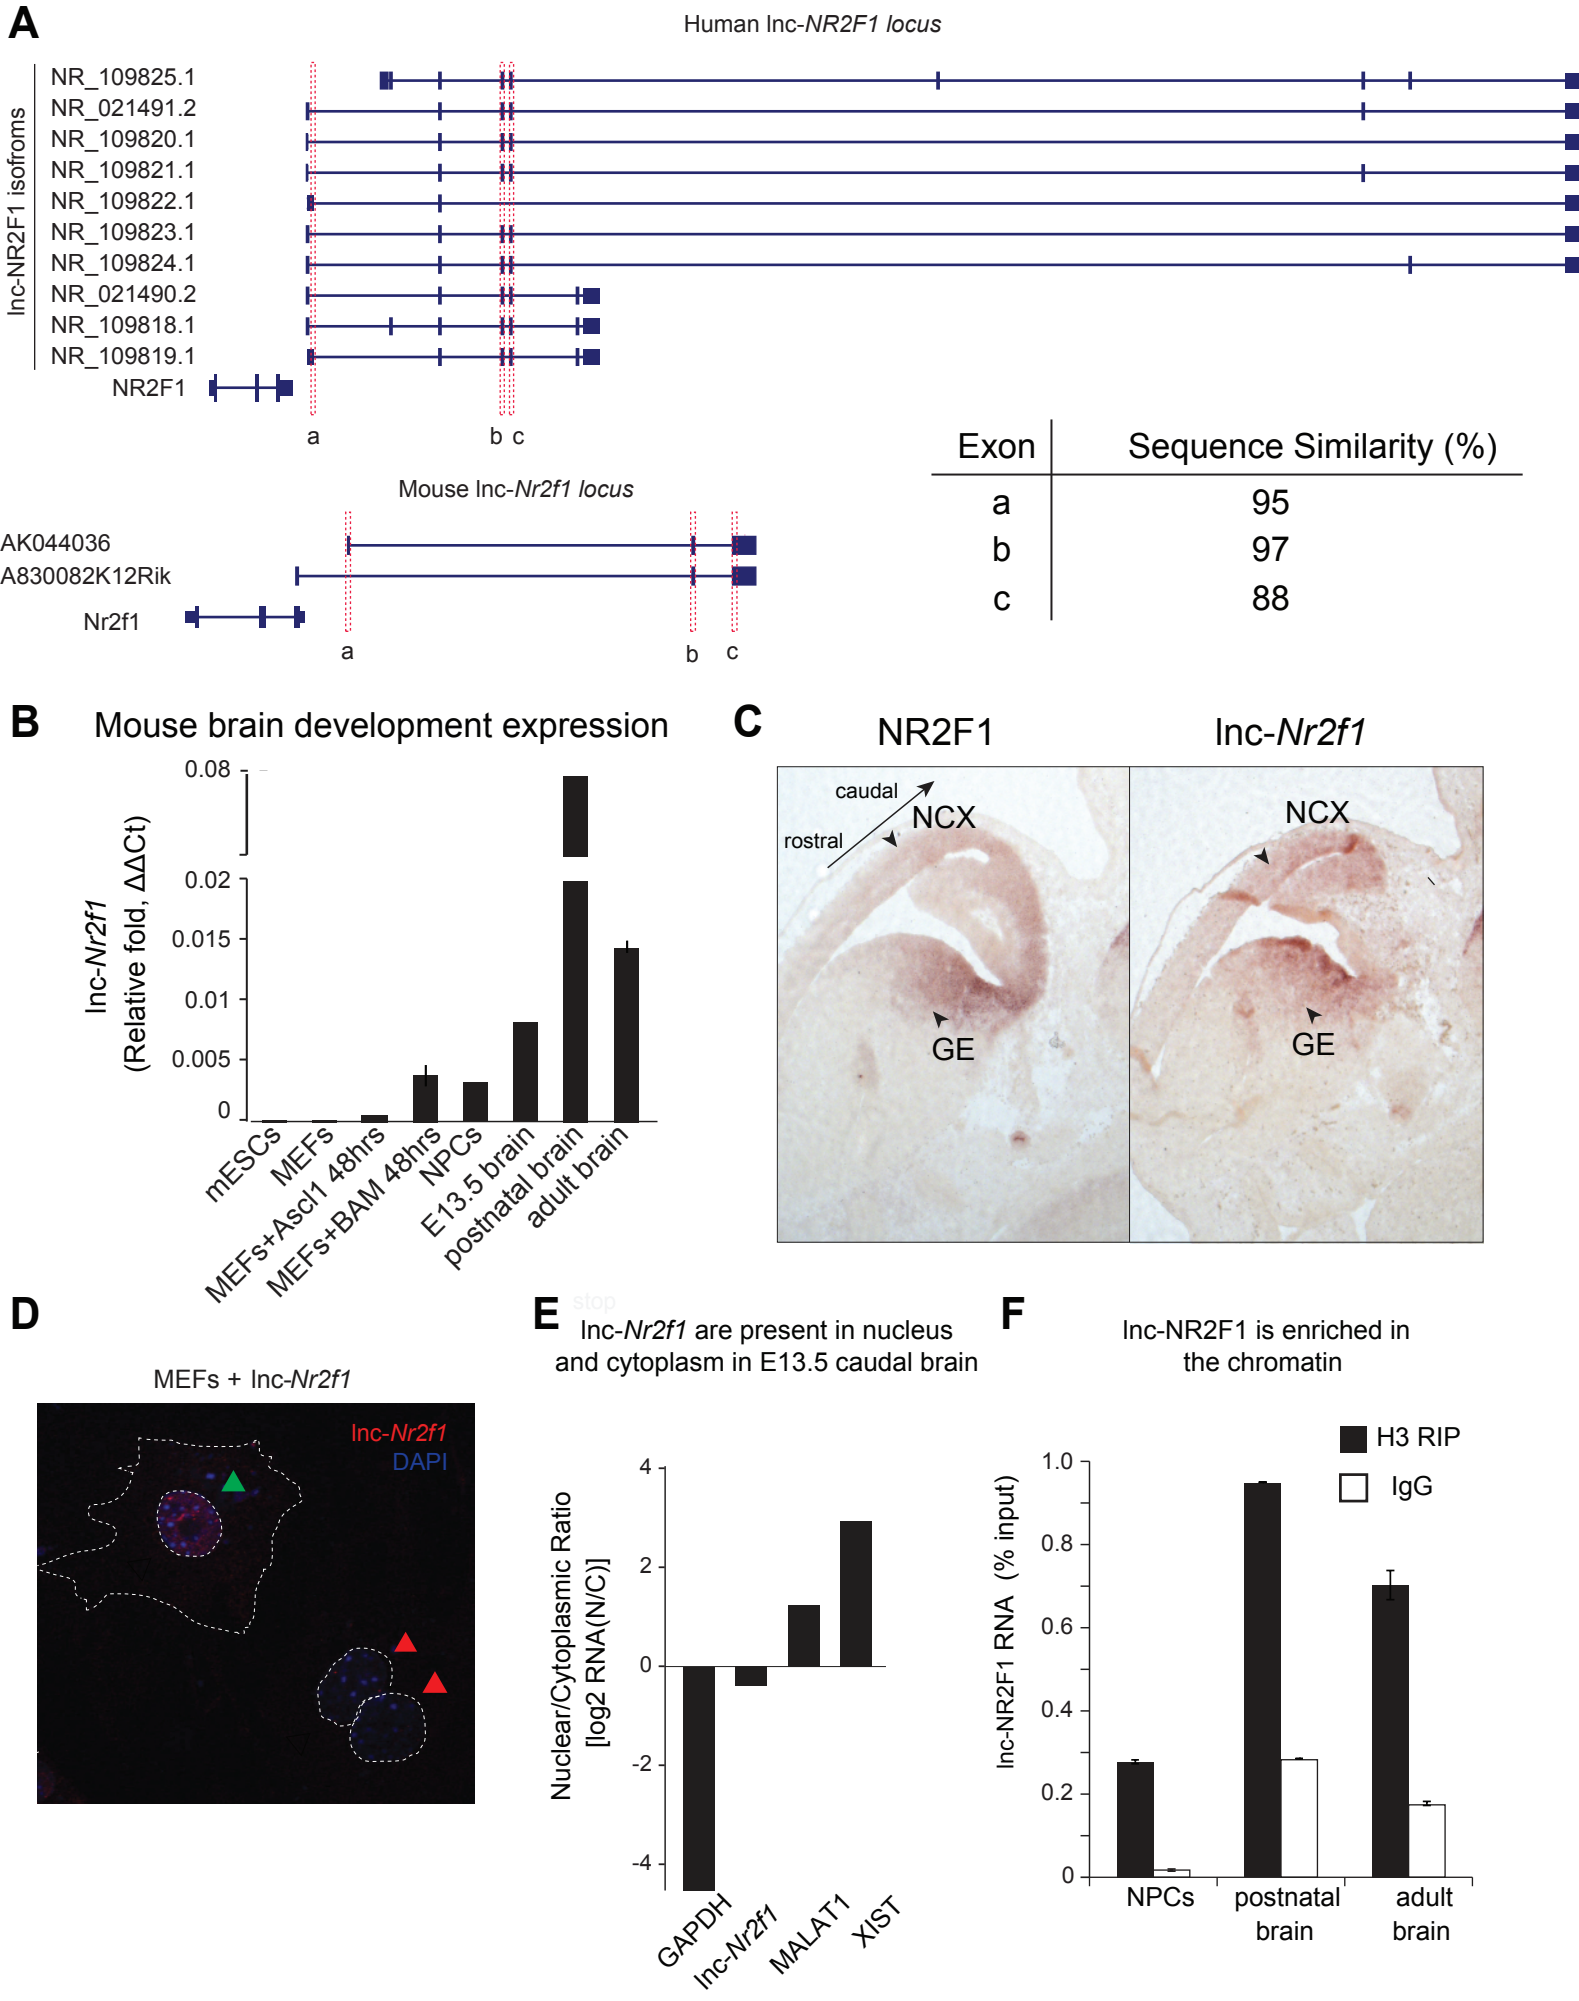 A
Human lnc-NR2F1 locus
lnc-NR2F1 isofroms
NR_109825.1
NR_021491.2
NR_109820.1
NR_109821.1
NR_109822.1
NR_109823.1
NR_109824.1
NR_021490.2
NR_109818.1
NR_109819.1
NR2F1
a b c
Exon Sequence Similarity (%)
a 95
b 97
c 88
Mouse lnc-Nr2f1 locus
AK044036
A830082K12Rik
Nr2f1
a b c
B
Mouse brain development expression
lnc-Nr2f1
(Relative fold, ΔΔCt)
0.08
0.02
0.015
0.01
0.005
0
mESCs
MEFs
MEFs+Ascl1 48hrs
MEFs+BAM 48hrs
NPCs
E13.5 brain
postnatal brain
adult brain
C
NR2F1
lnc-Nr2f1
caudal
rostral
NCX
GE
NCX
GE
D
MEFs + lnc-Nr2f1
lnc-Nr2f1
DAPI
stop
E
lnc-Nr2f1 are present in nucleus
and cytoplasm in E13.5 caudal brain
Nuclear/Cytoplasmic Ratio
[log2 RNA(N/C)]
4
2
0
-2
-4
GAPDH
lnc-Nr2f1
MALAT1
XIST
F
lnc-NR2F1 is enriched in
the chromatin
H3 RIP
IgG
lnc-NR2F1 RNA (% input)
1.0
0.8
0.6
0.4
0.2
0
NPCs
postnatal
brain
adult
brain